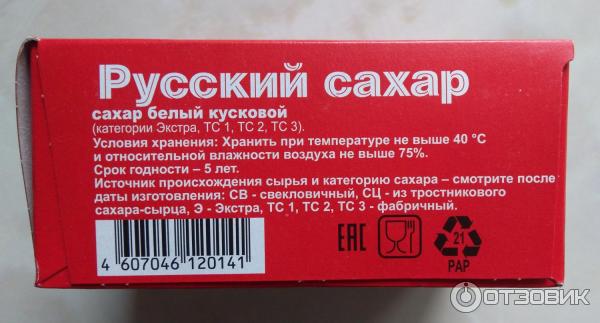 Русский сахар
сахар белый кусковой
(категории Экстра, ТС 1, ТС 2, ТС 3).
Условия хранения: Хранить при температуре не выше 40 °С
и относительной влажности воздуха не выше 75%.
Срок годности – 5 лет.
Источник происхождения сырья и категорию сахара – смотрите после
даты изготовления: СВ - свекловичный, СЦ - из тростникового
сахара-сырца, Э - Экстра, ТС 1, ТС 2, ТС 3 - фабричный.
4 607046 120141
ЕАС
21
PAP
ОТЗОВИК